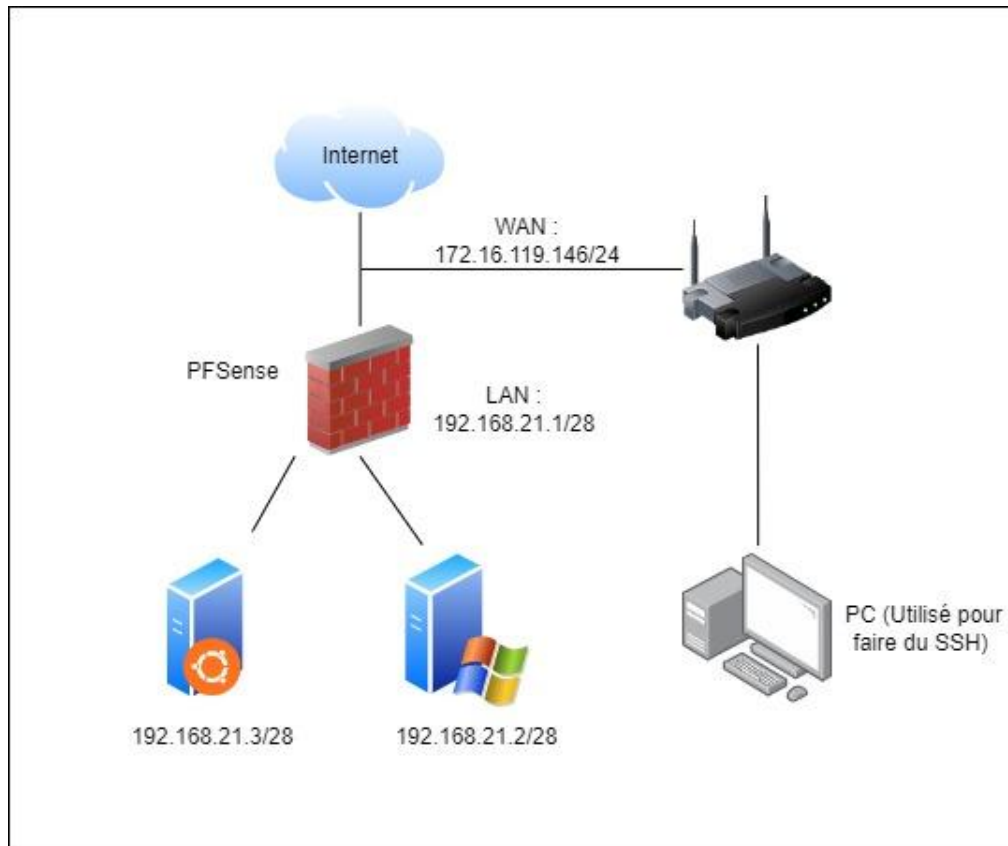 Internet
WAN :
172.16.119.146/24
PFSense
LAN :
192.168.21.1/28
PC (Utilisé pour
faire du SSH)
192.168.21.3/28
192.168.21.2/28